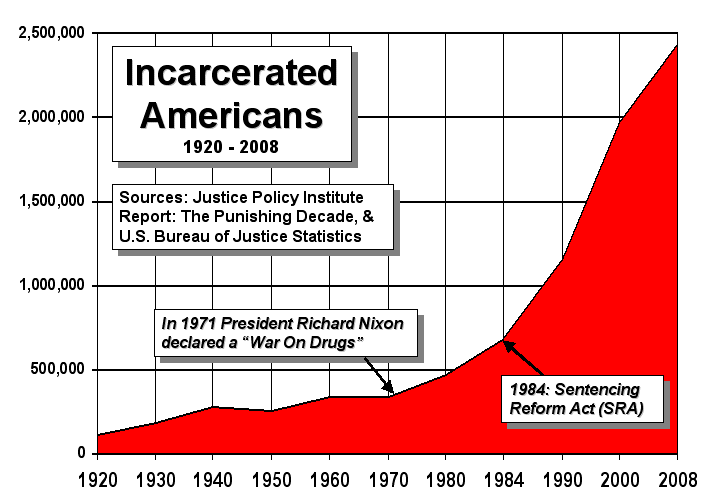 Incarcerated
Americans
1920 - 2008
Sources: Justice Policy Institute
Report: The Punishing Decade, &
U.S. Bureau of Justice Statistics
In 1971 President Richard Nixon
declared a “War On Drugs”
1984: Sentencing
Reform Act (SRA)
2,500,000
2,000,000
1,500,000
1,000,000
500,000
0
1920 1930 1940 1950 1960 1970 1980 1984 1990 2000 2008